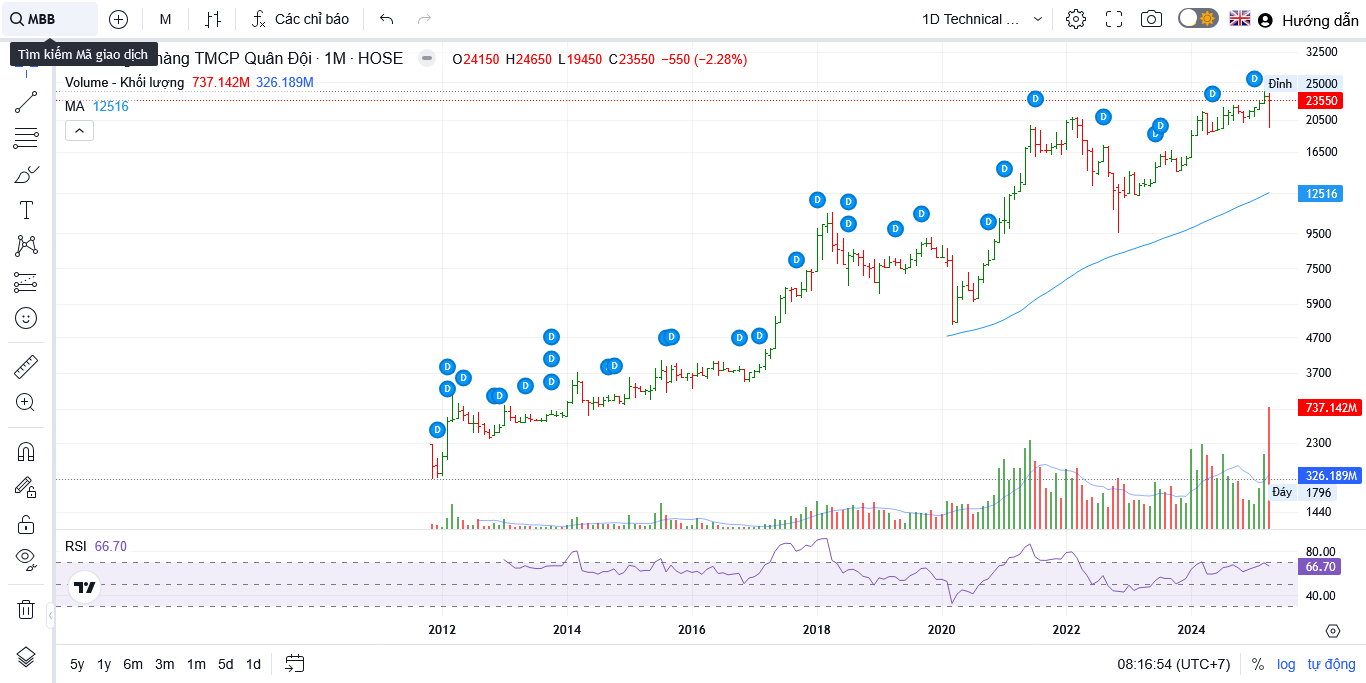 MBB
M
Các chỉ báo
1D Technical ...
Hướng dẫn
Tìm kiếm Mã giao dịch
hàng TMCP Quân Đội · 1M · HOSE
O24150 H24650 L19450 C23550 −550 (−2.28%)
Volume - Khối lượng 737.142M 326.189M
MA 12516
32500
Đỉnh 25000
23550
20500
16500
12516
9500
7500
5900
4700
3700
737.142M
2300
326.189M
Đáy 1796
1440
D D D D D D D D D D D D D D D D D D D D D D D D D D D D D
RSI 66.70
80.00
66.70
40.00
2012 2014 2016 2018 2020 2022 2024
5y 1y 6m 3m 1m 5d 1d
08:16:54 (UTC+7) % log tự động